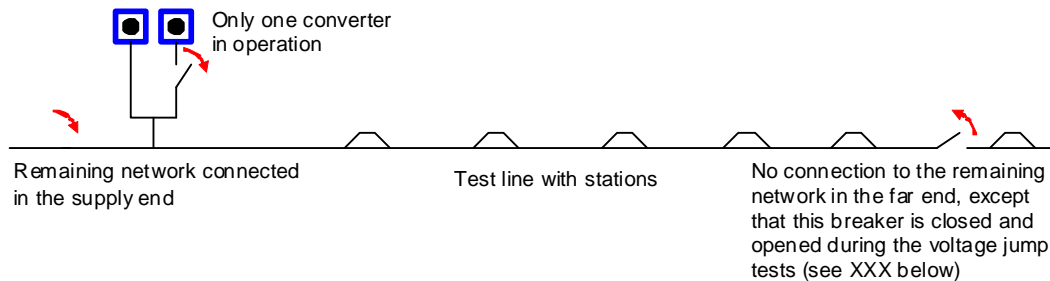 Only one converter
in operation
Remaining network connected
in the supply end
Test line with stations
No connection to the remaining
network in the far end, except
that this breaker is closed and
opened during the voltage jump
tests (see XXX below)